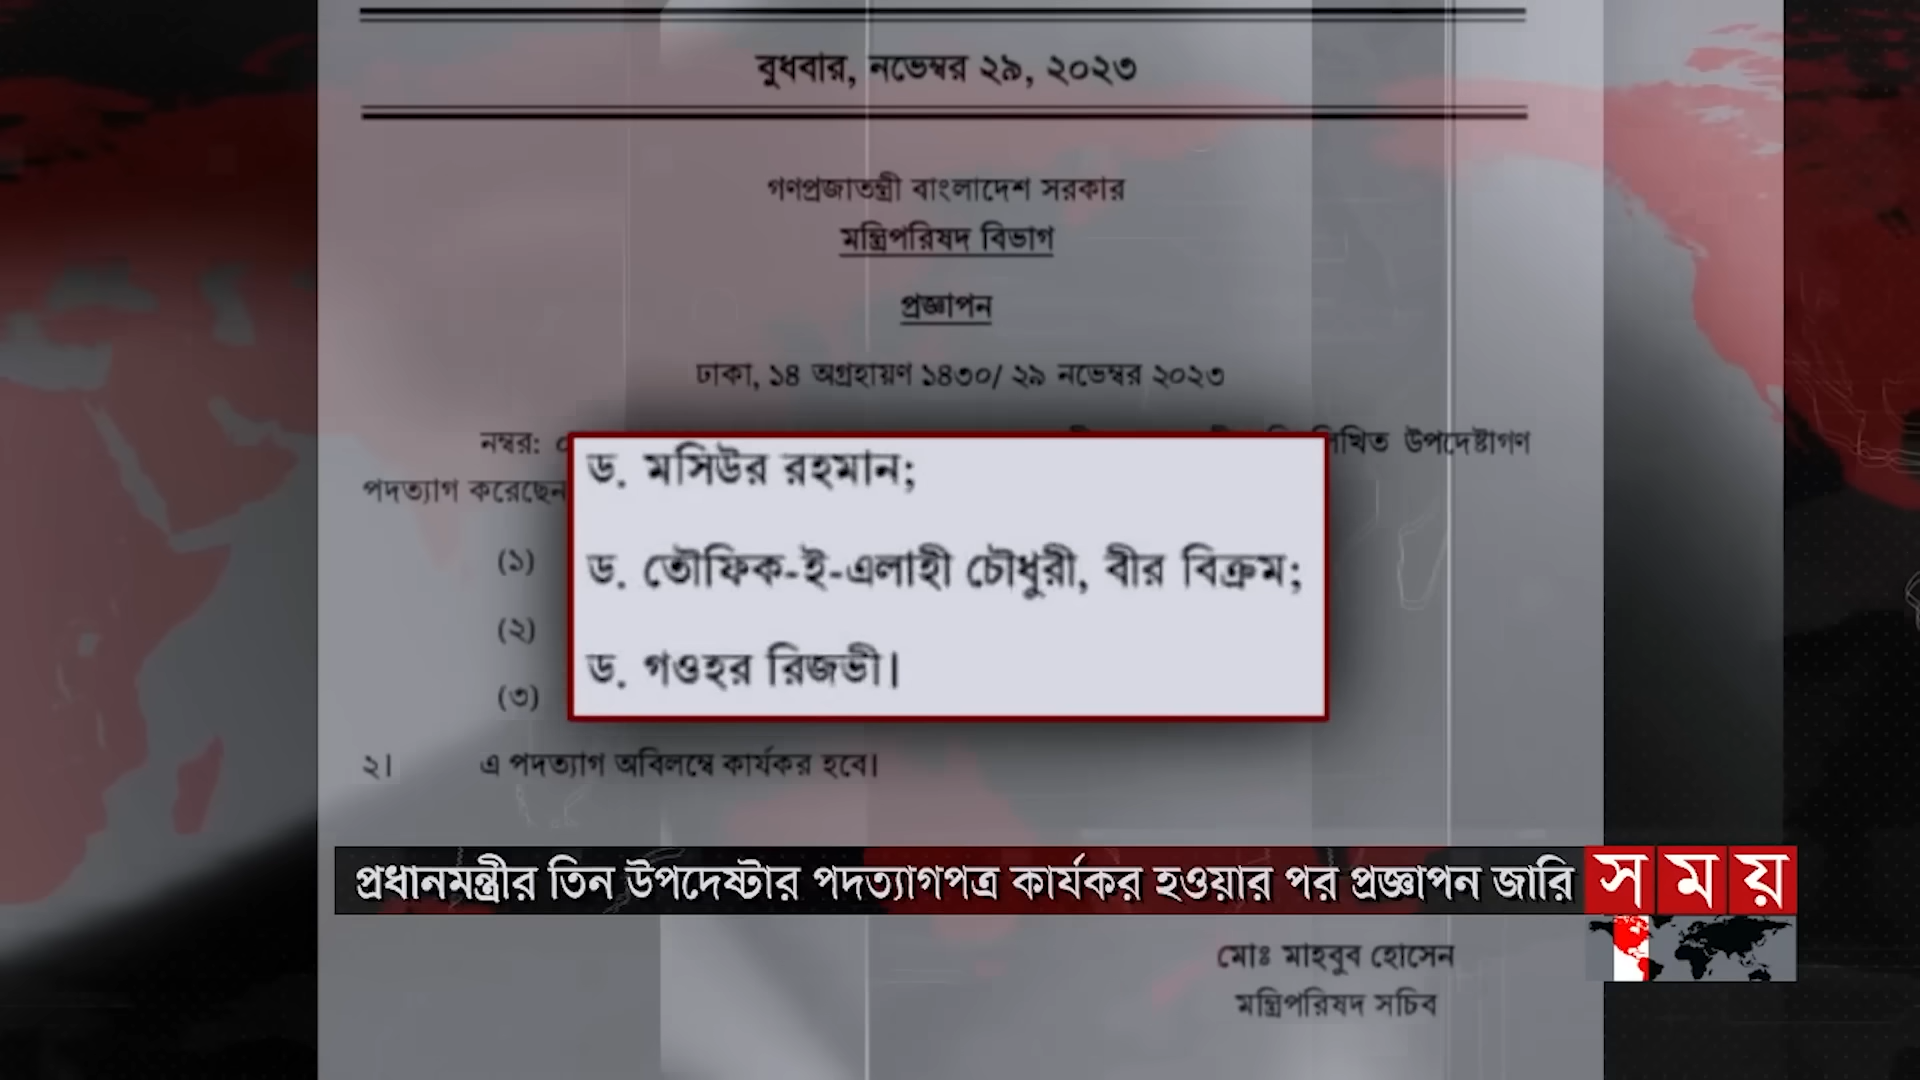 বুধবার, নভেম্বর ২৯, ২০২৩
গণপ্রজাতন্ত্রী বাংলাদেশ সরকার
মন্ত্রিপরিষদ বিভাগ
প্রজ্ঞাপন
ঢাকা, ১৪ অগ্রহায়ণ ১৪৩০/ ২৯ নভেম্বর ২০২৩
নম্বর: উপদেষ্টাগণ
পদত্যাগ করেছেন
(১)
(২)
(৩)
ড. মসিউর রহমান;
ড. তৌফিক-ই-এলাহী চৌধুরী, বীর বিক্রম;
ড. গওহর রিজভী।
২। এ পদত্যাগ অবিলম্বে কার্যকর হবে।
প্রধানমন্ত্রীর তিন উপদেষ্টার পদত্যাগপত্র কার্যকর হওয়ার পর প্রজ্ঞাপন জারি
সময়
মোঃ মাহবুব হোসেন
মন্ত্রিপরিষদ সচিব